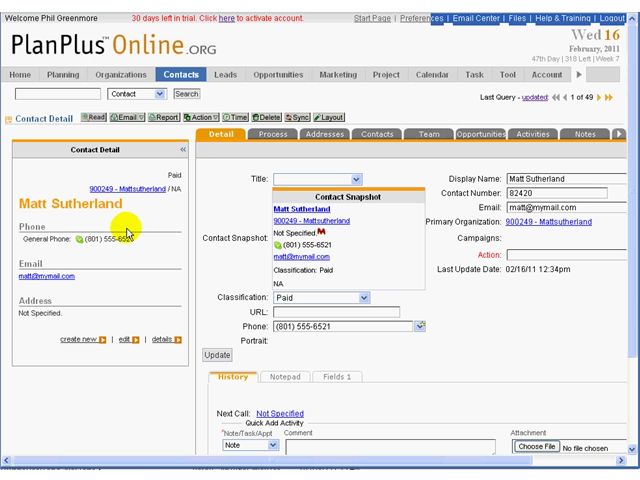 Welcome Phil Greenmore
30 days left in trial. Click here to activate account.
Start Page | Preferences | Email Center | Files | Help & Training | Logout
PlanPlus™ Online.ORG
Wed 16
February, 2011
47th Day | 318 Left | Week 7
Home Planning Organizations Contacts Leads Opportunities Marketing Project Calendar Task Tool Account
Contact Search
Last Query - updated: 1 of 49
Contact Detail Read Email Report Action Time Delete Sync Layout
Detail Process Addresses Contacts Team Opportunities Activities Notes
Contact Detail «
Paid
900249 - Mattsutherland / NA
Matt Sutherland
Phone
General Phone: (801) 555-6521
Email
matt@mymail.com
Address
Not Specified.
create new | edit | details
Title:
Contact Snapshot:
Contact Snapshot
Matt Sutherland
900249 - Mattsutherland
Not Specified.
(801) 555-6521
matt@mymail.com
Classification: Paid
NA
Classification: Paid
URL:
Phone: (801) 555-6521
Portrait:
Update
Display Name: Matt Sutherland
Contact Number: 82420
Email: matt@mymail.com
Primary Organization: 900249 - Mattsutherland
Campaigns:
Action:
Last Update Date: 02/16/11 12:34pm
History Notepad Fields 1
Next Call: Not Specified
Quick Add Activity
*Note/Task/Appt Comment Attachment
Note Choose File No file chosen